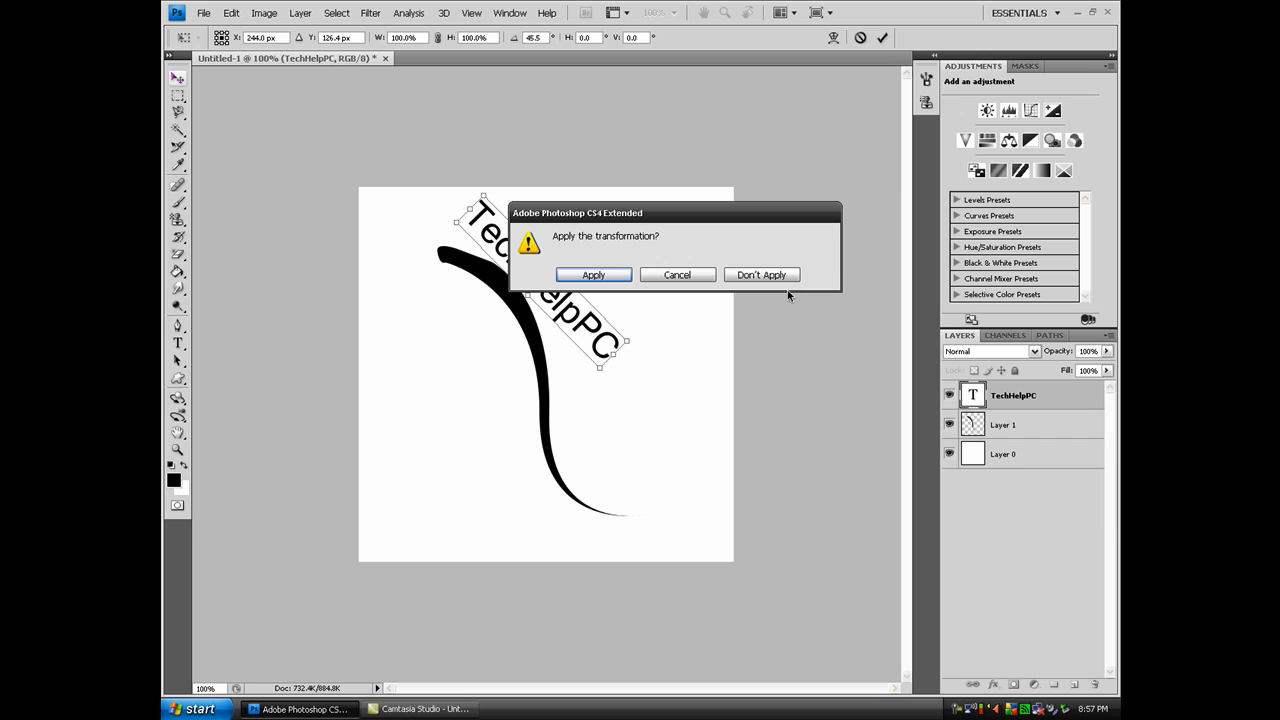 Ps File Edit Image Layer Select Filter Analysis 3D View Window Help Br 100% ESSENTIALS
X: 244.0 px Y: 126.4 px W: 100.0% H: 100.0% 45.5 ° H: 0.0 ° V: 0.0 °
Untitled-1 @ 100% (TechHelpPC, RGB/8) *
ADJUSTMENTS MASKS
Add an adjustment
Levels Presets
Curves Presets
Exposure Presets
Hue/Saturation Presets
Black & White Presets
Channel Mixer Presets
Selective Color Presets
Adobe Photoshop CS4 Extended
Apply the transformation?
Apply Cancel Don't Apply
Tec
elpPC
LAYERS CHANNELS PATHS
Normal Opacity: 100%
Lock: Fill: 100%
T TechHelpPC
Layer 1
Layer 0
100% Doc: 732.4K/884.8K
start Ps Adobe Photoshop CS... Camtasia Studio - Unt... 8:57 PM